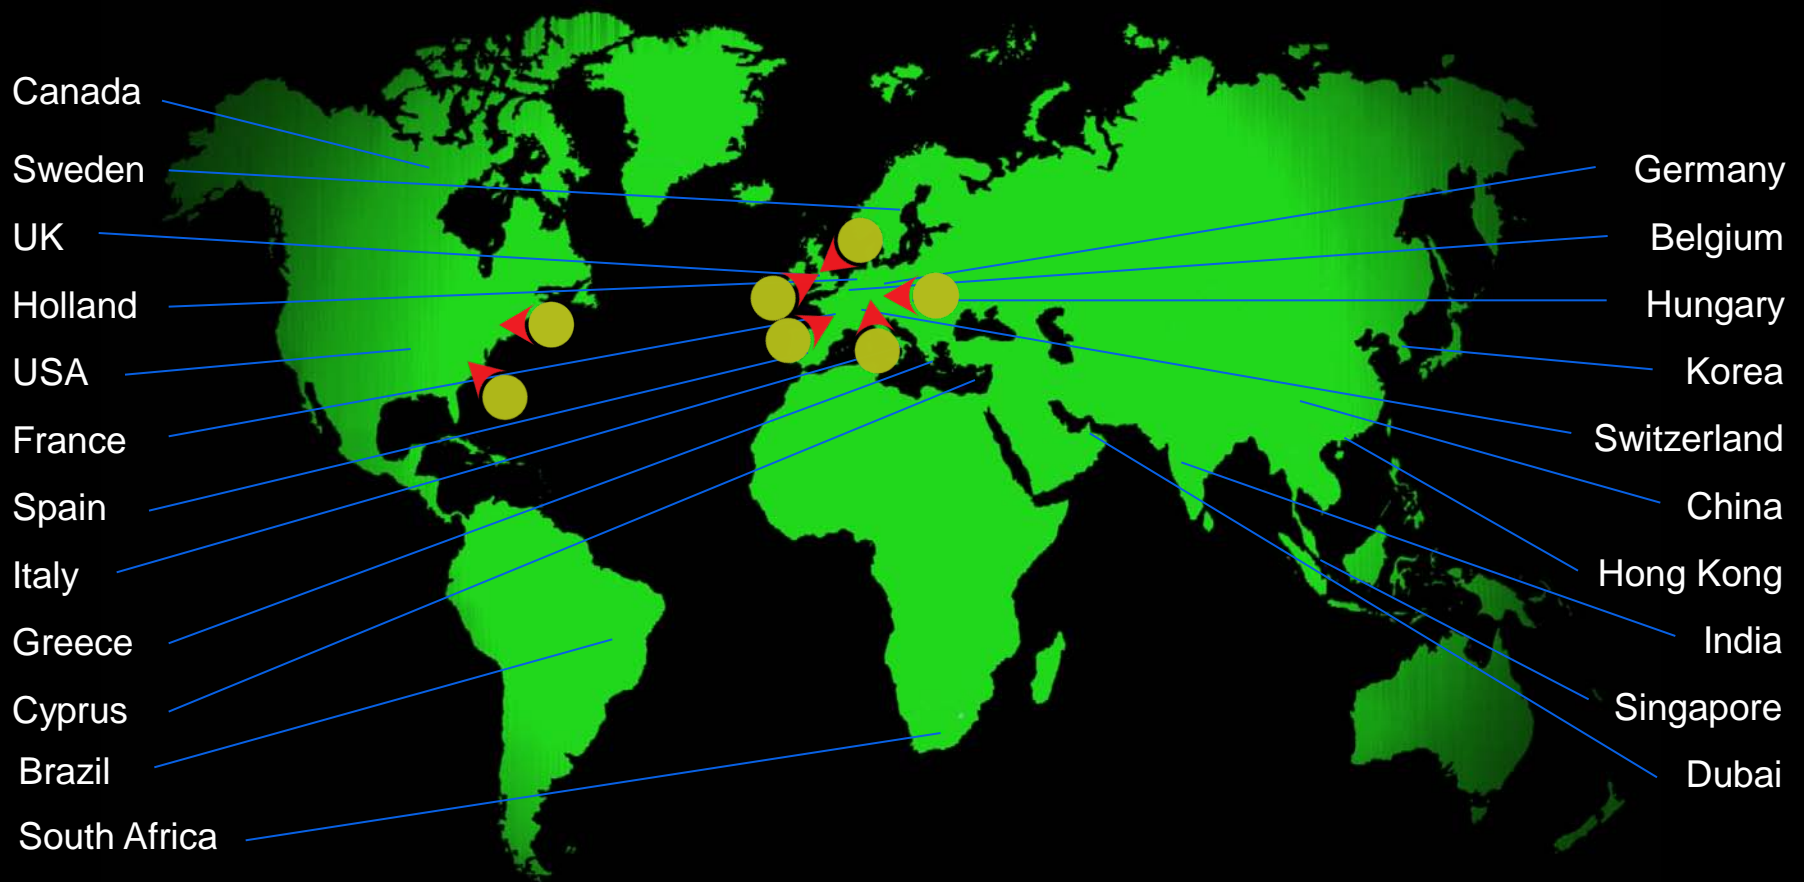 Canada
Sweden
UK
Holland
USA
France
Spain
Italy
Greece
Cyprus
Brazil
South Africa
Germany
Belgium
Hungary
Korea
Switzerland
China
Hong Kong
India
Singapore
Dubai